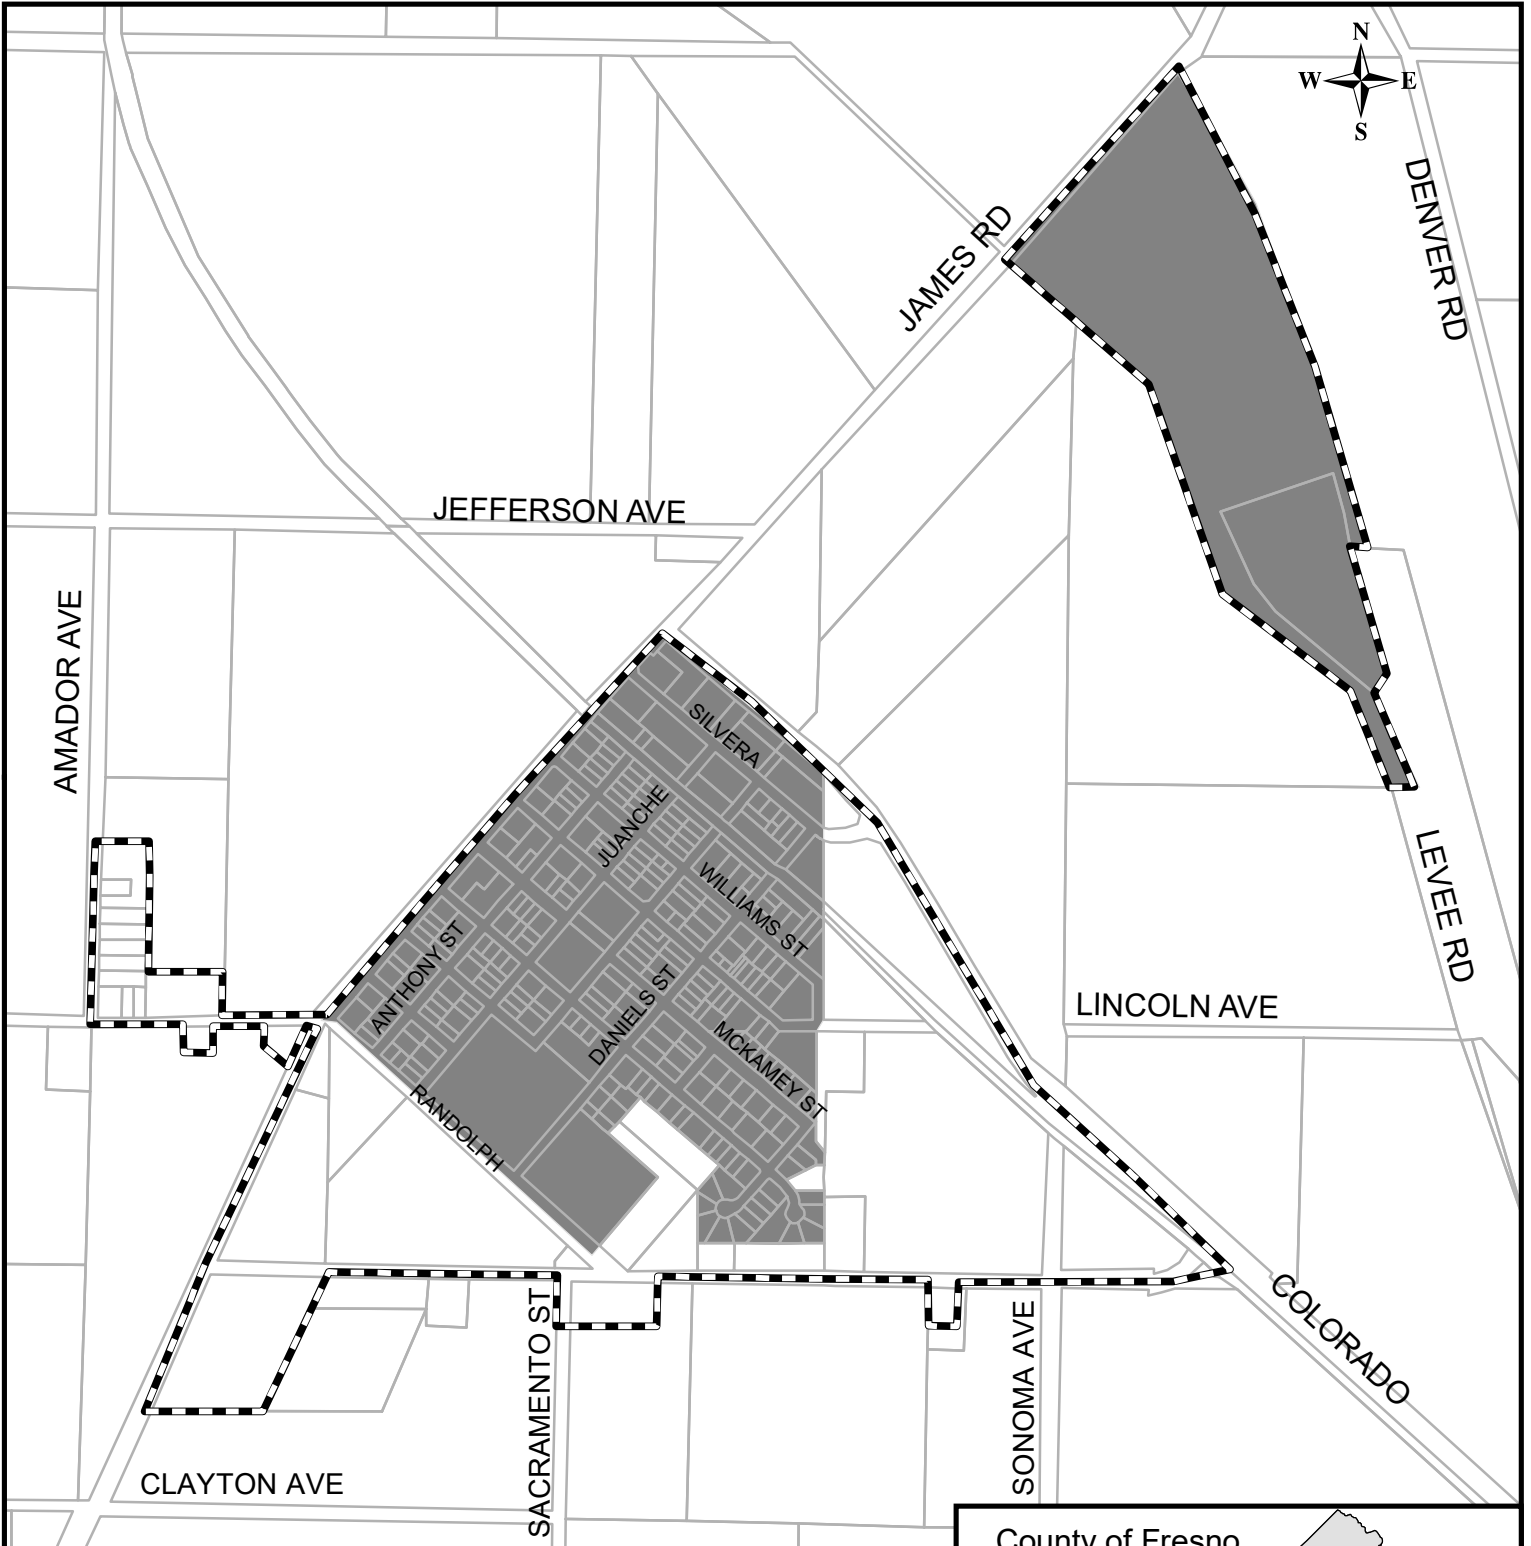 N
W E
S
DENVER RD
JAMES RD
JEFFERSON AVE
AMADOR AVE
SILVERA
JUANCHE
WILLIAMS ST
LEVEE RD
ANTHONY ST
DANIELS ST
LINCOLN AVE
MCKAMEY ST
RANDOLPH
COLORADO
SACRAMENTO ST
SONOMA AVE
CLAYTON AVE
County of Fresno